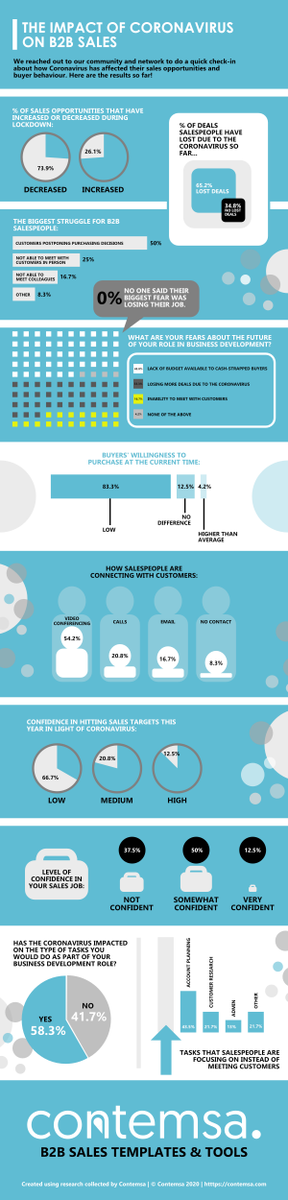 THE IMPACT OF CORONAVIRUS
ON B2B SALES
We reached out to our community and network to do a quick check-in
about how Coronavirus has affected their sales opportunities and
buyer behaviour. Here are the results so far!
% OF SALES OPPORTUNITIES THAT HAVE
INCREASED OR DECREASED DURING
LOCKDOWN:
73.9%
26.1%
DECREASED
INCREASED
% OF DEALS
SALESPEOPLE HAVE
LOST DUE TO THE
CORONAVIRUS SO
FAR...
65.2%
LOST DEALS
34.8%
NO LOST
DEALS
THE BIGGEST STRUGGLE FOR B2B
SALESPEOPLE:
CUSTOMERS POSTPONING PURCHASING DECISIONS
50%
NOT ABLE TO MEET WITH
CUSTOMERS IN PERSON
25%
NOT ABLE TO
MEET COLLEAGUES
16.7%
OTHER
8.3%
0%
NO ONE SAID THEIR
BIGGEST FEAR WAS
LOSING THEIR JOB.
WHAT ARE YOUR FEARS ABOUT THE FUTURE
OF YOUR ROLE IN BUSINESS DEVELOPMENT?
LACK OF BUDGET AVAILABLE TO CASH-STRAPPED BUYERS
LOSING MORE DEALS DUE TO THE CORONAVIRUS
INABILITY TO MEET WITH CUSTOMERS
NONE OF THE ABOVE
BUYERS' WILLINGNESS TO
PURCHASE AT THE CURRENT TIME:
83.3%
12.5%
4.2%
LOW
NO
DIFFERENCE
HIGHER THAN
AVERAGE
HOW SALESPEOPLE ARE
CONNECTING WITH CUSTOMERS:
VIDEO
CONFERENCING
54.2%
CALLS
20.8%
EMAIL
16.7%
NO CONTACT
8.3%
CONFIDENCE IN HITTING SALES TARGETS THIS
YEAR IN LIGHT OF CORONAVIRUS:
66.7%
20.8%
12.5%
LOW
MEDIUM
HIGH
LEVEL OF
CONFIDENCE IN
YOUR SALES JOB:
37.5%
50%
12.5%
NOT
CONFIDENT
SOMEWHAT
CONFIDENT
VERY
CONFIDENT
HAS THE CORONAVIRUS IMPACTED
ON THE TYPE OF TASKS YOU
WOULD DO AS PART OF YOUR
BUSINESS DEVELOPMENT ROLE?
YES
58.3%
NO
41.7%
ACCOUNT PLANNING
CUSTOMER RESEARCH
ADMIN
OTHER
21.7%
21.7%
TASKS THAT SALESPEOPLE ARE
FOCUSING ON INSTEAD OF
MEETING CUSTOMERS
contemsa.
B2B SALES TEMPLATES & TOOLS
Created using research collected by Contemsa | © Contemsa 2020 | https://contemsa.com